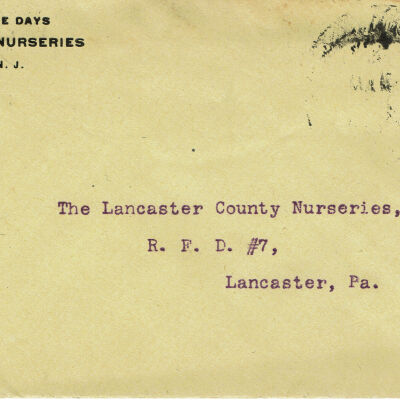 E DAYS
NURSERIES
N. J.
The Lancaster County Nurseries,
R. F. D. #7,
Lancaster, Pa.